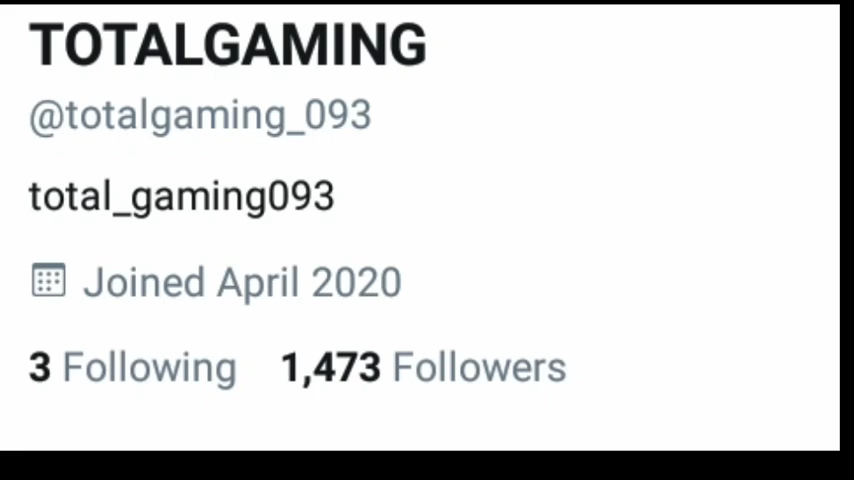 TOTALGAMING
@totalgaming_093
total_gaming093
Joined April 2020
3 Following 1,473 Followers